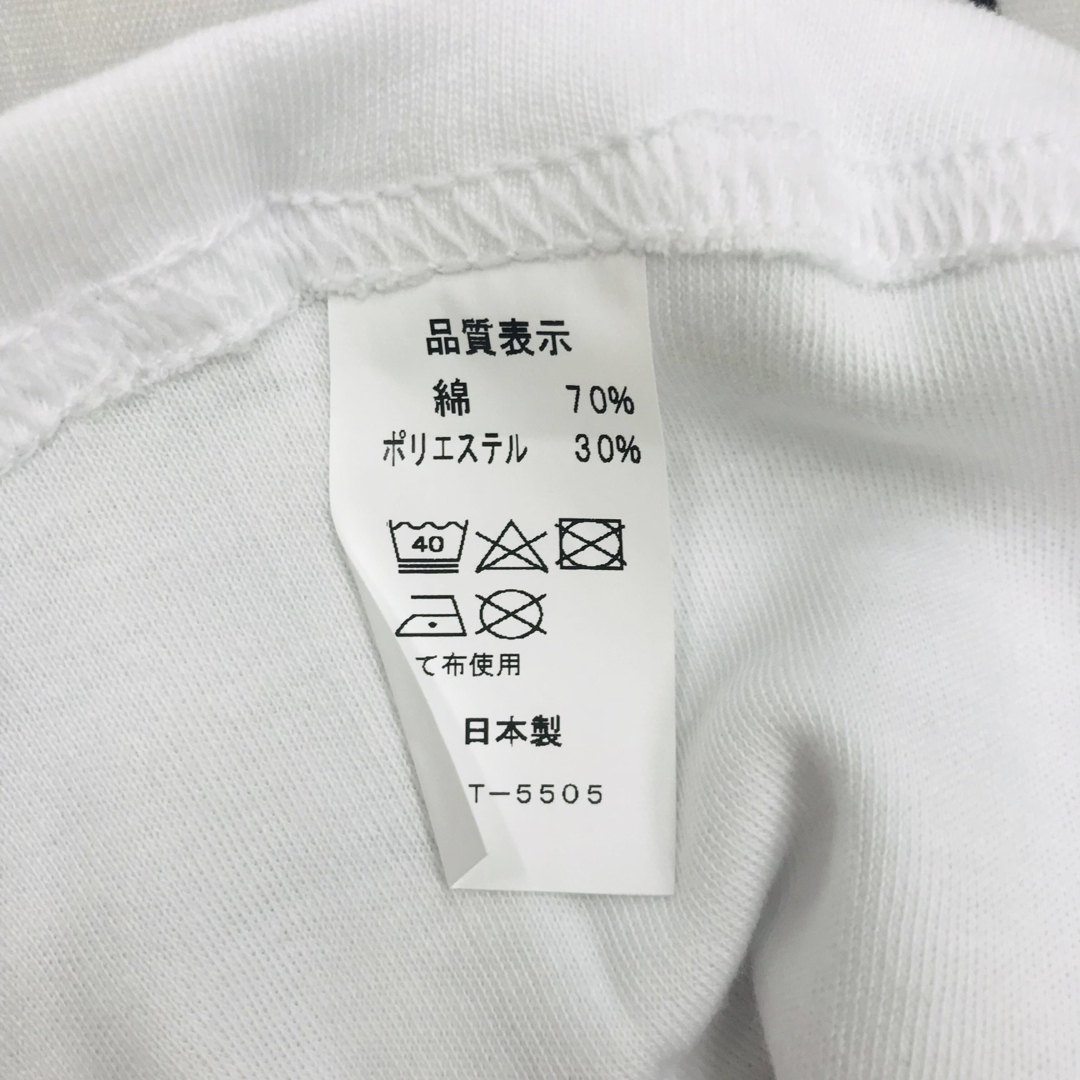 品質表示
綿 70%
ポリエステル 30%
40
て布使用
日本製
T-5505